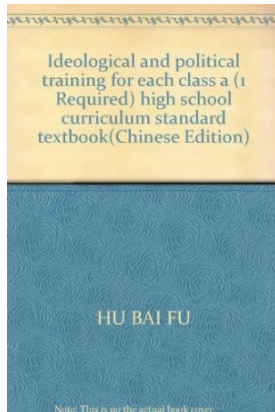 Ideological and political
training for each class a (1
Required) high school
curriculum standard
textbook(Chinese Edition)
HU BAI FU
Note: This is no the actual book cover